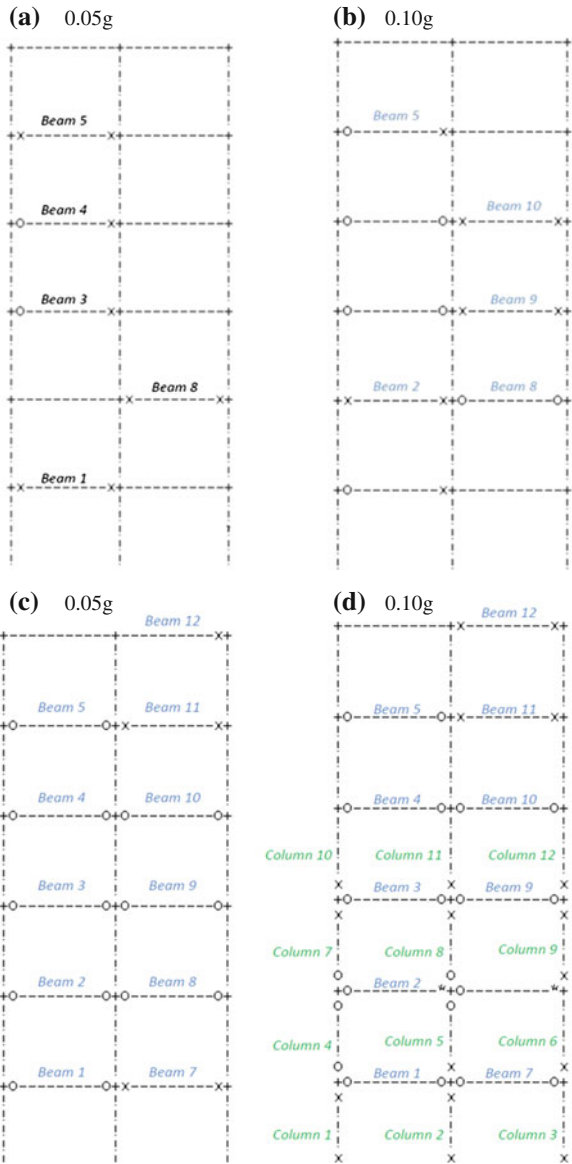 (a) 0.05g
Beam 5
Beam 4
Beam 3
Beam 8
Beam 1
(b) 0.10g
Beam 5
Beam 10
Beam 9
Beam 2 Beam 8
(c) 0.05g
Beam 12
Beam 5 Beam 11
Beam 4 Beam 10
Beam 3 Beam 9
Beam 2 Beam 8
Beam 1 Beam 7
(d) 0.10g
Beam 12
Beam 5 Beam 11
Beam 4 Beam 10
Column 10 Column 11 Column 12
Beam 3 Beam 9
Column 7 Column 8 Column 9
Beam 2
Column 4 Column 5 Column 6
Beam 1 Beam 7
Column 1 Column 2 Column 3